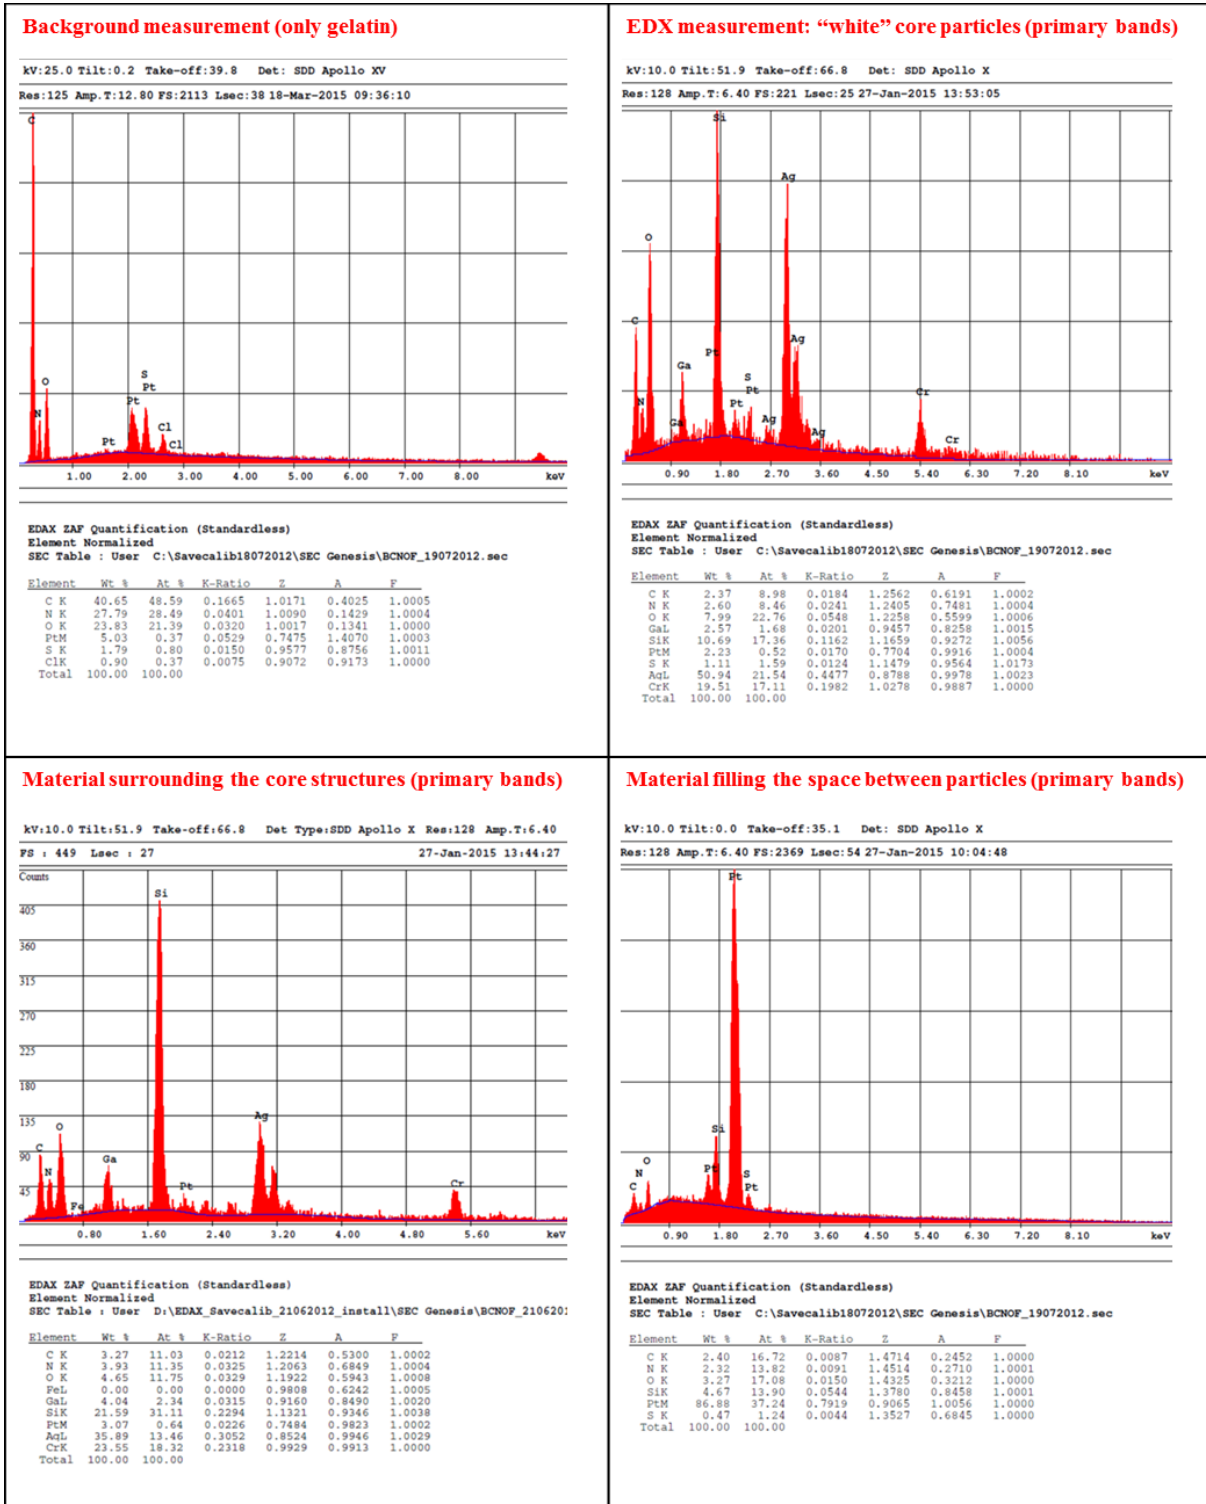 Background measurement (only gelatin)
kV:25.0 Tilt:0.2 Take-off:39.8 Det: SDD Apollo XV
Res:125 Amp.T:12.80 FS:2113 Lsec:38 18-Mar-2015 09:36:10
C
O
N
Pt
Pt
S
Pt
Cl
Cl
1.00 2.00 3.00 4.00 5.00 6.00 7.00 8.00 keV
EDAX ZAF Quantification (Standardless)
Element Normalized
SEC Table : User C:\Savecalib18072012\SEC Genesis\BCNOF_19072012.sec
Element Wt % At % K-Ratio Z A F
C K 40.65 48.59 0.1665 1.0171 0.4025 1.0005
N K 27.79 28.49 0.0401 1.0090 0.1429 1.0004
O K 23.83 21.39 0.0320 1.0017 0.1341 1.0000
PtM 5.03 0.37 0.0529 0.7475 1.4070 1.0003
S K 1.79 0.80 0.0150 0.9577 0.8756 1.0011
ClK 0.90 0.37 0.0075 0.9072 0.9173 1.0000
Total 100.00 100.00
EDX measurement: “white” core particles (primary bands)
kV:10.0 Tilt:51.9 Take-off:66.8 Det: SDD Apollo X
Res:128 Amp.T:6.40 FS:221 Lsec:25 27-Jan-2015 13:53:05
Si
Ag
O
C
Ag
Pt
Ga
N
Pt
S
Pt
Cr
Ga
Ag
Ag
Cr
0.90 1.80 2.70 3.60 4.50 5.40 6.30 7.20 8.10 keV
EDAX ZAF Quantification (Standardless)
Element Normalized
SEC Table : User C:\Savecalib18072012\SEC Genesis\BCNOF_19072012.sec
Element Wt % At % K-Ratio Z A F
C K 2.37 8.98 0.0184 1.2562 0.6191 1.0002
N K 2.60 8.46 0.0241 1.2405 0.7481 1.0004
O K 7.99 22.76 0.0548 1.2258 0.5599 1.0006
GaL 2.57 1.68 0.0201 0.9457 0.8258 1.0015
SiK 10.69 17.36 0.1162 1.1659 0.9272 1.0056
PtM 2.23 0.52 0.0170 0.7704 0.9916 1.0004
S K 1.11 1.59 0.0124 1.1479 0.9564 1.0173
AgL 50.94 21.54 0.4477 0.8788 0.9978 1.0023
CrK 19.51 17.11 0.1982 1.0278 0.9887 1.0000
Total 100.00 100.00
Material surrounding the core structures (primary bands)
kV:10.0 Tilt:51.9 Take-off:66.8 Det Type:SDD Apollo X Res:128 Amp.T:6.40
FS : 449 Lsec : 27 27-Jan-2015 13:44:27
Counts
405
360
315
270
225
180
135
90
45
Si
Ag
O
C
N
Ga
Fe
Pt
Cr
0.80 1.60 2.40 3.20 4.00 4.80 5.60 keV
EDAX ZAF Quantification (Standardless)
Element Normalized
SEC Table : User D:\EDAX_Savecalib_21062012_install\SEC Genesis\BCNOF_210620
Element Wt % At % K-Ratio Z A F
C K 3.27 11.03 0.0212 1.2214 0.5300 1.0002
N K 3.93 11.35 0.0325 1.2063 0.6849 1.0004
O K 4.65 11.75 0.0329 1.1922 0.5943 1.0008
FeL 0.00 0.00 0.0000 0.9808 0.6242 1.0005
GaL 4.04 2.34 0.0315 0.9160 0.8490 1.0020
SiK 21.59 31.11 0.2294 1.1321 0.9346 1.0038
PtM 3.07 0.64 0.0226 0.7484 0.9823 1.0002
AgL 35.89 13.46 0.3052 0.8524 0.9946 1.0029
CrK 23.55 18.32 0.2318 0.9929 0.9913 1.0000
Total 100.00 100.00
Material filling the space between particles (primary bands)
kV:10.0 Tilt:0.0 Take-off:35.1 Det: SDD Apollo X
Res:128 Amp.T:6.40 FS:2369 Lsec:54 27-Jan-2015 10:04:48
Pt
Si
O
N
C
Pt
S
Pt
0.90 1.80 2.70 3.60 4.50 5.40 6.30 7.20 8.10 keV
EDAX ZAF Quantification (Standardless)
Element Normalized
SEC Table : User C:\Savecalib18072012\SEC Genesis\BCNOF_19072012.sec
Element Wt % At % K-Ratio Z A F
C K 2.40 16.72 0.0087 1.4714 0.2452 1.0000
N K 2.32 13.82 0.0091 1.4514 0.2710 1.0001
O K 3.27 17.08 0.0150 1.4325 0.3212 1.0000
SiK 4.67 13.90 0.0544 1.3780 0.8458 1.0001
PtM 86.88 37.24 0.7919 0.9065 1.0056 1.0000
S K 0.47 1.24 0.0044 1.3527 0.6845 1.0000
Total 100.00 100.00